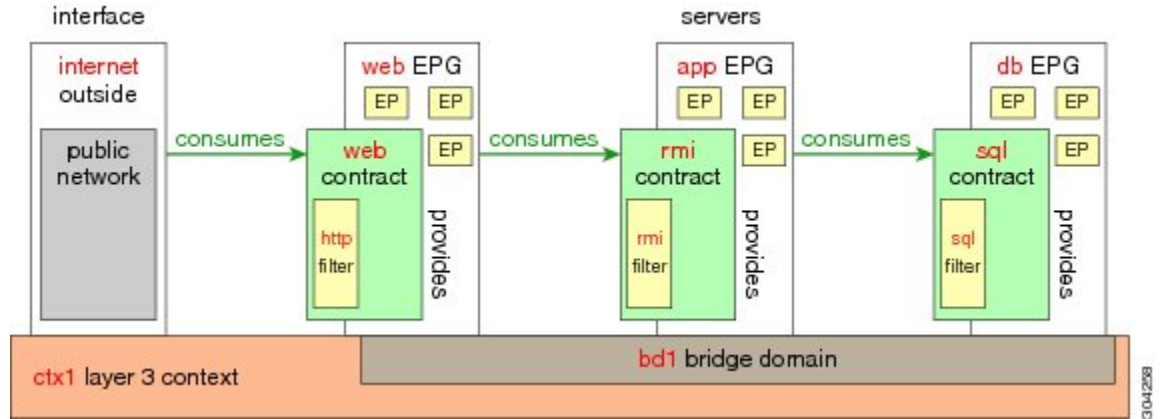 interface
servers
internet
outside
public
network
consumes
web EPG
EP
EP
EP
web
contract
http
filter
provides
consumes
app EPG
EP
EP
EP
rmi
contract
rmi
filter
provides
consumes
db EPG
EP
EP
EP
sql
contract
sql
filter
provides
bd1 bridge domain
ctx1 layer 3 context
304258